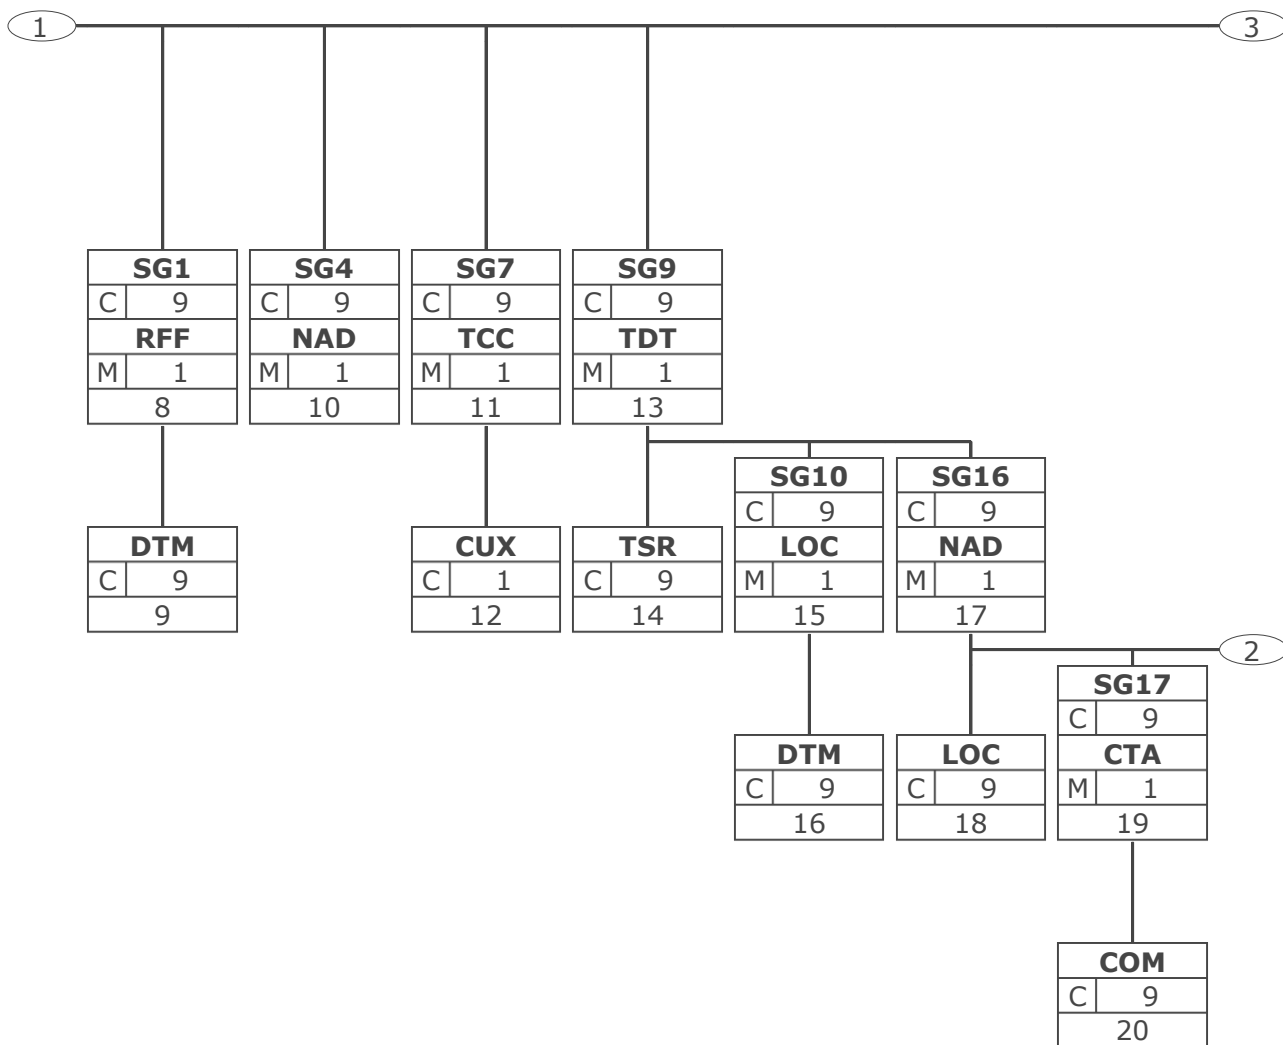 1 3
SG1 SG4 SG7 SG9
C 9 C 9 C 9 C 9
RFF NAD TCC TDT
M 1 M 1 M 1 M 1
8 10 11 13
SG10 SG16
C 9 C 9
DTM CUX TSR LOC NAD
C 9 C 1 C 9 M 1 M 1
9 12 14 15 17
2
SG17
C 9
DTM LOC CTA
C 9 C 9 M 1
16 18 19
COM
C 9
20